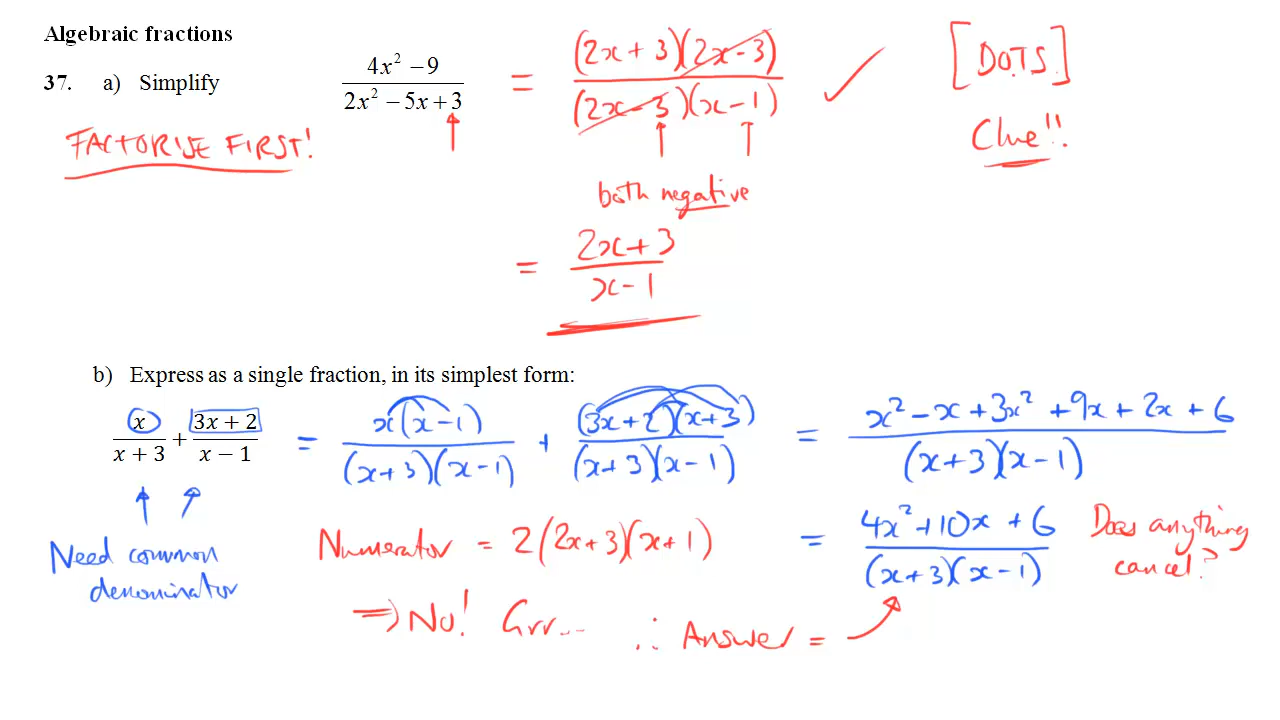 Algebraic fractions
37. a) Simplify (4x² − 9)/(2x² − 5x + 3) = (2x + 3)(2x − 3)/(2x − 3)(x − 1) ✓ [DOTS]
FACTORISE FIRST!
Clue!!
both negative
= (2x + 3)/(x − 1)
b) Express as a single fraction, in its simplest form:
x/(x + 3) + (3x + 2)/(x − 1) = x(x − 1)/(x + 3)(x − 1) + (3x + 2)(x + 3)/(x + 3)(x − 1) = (x² − x + 3x² + 9x + 2x + 6)/(x + 3)(x − 1)
Need common
denominator
Numerator = 2(2x + 3)(x + 1)
= (4x² + 10x + 6)/(x + 3)(x − 1)
Does anything
cancel?
⇒ No! Grr... ∴ Answer =